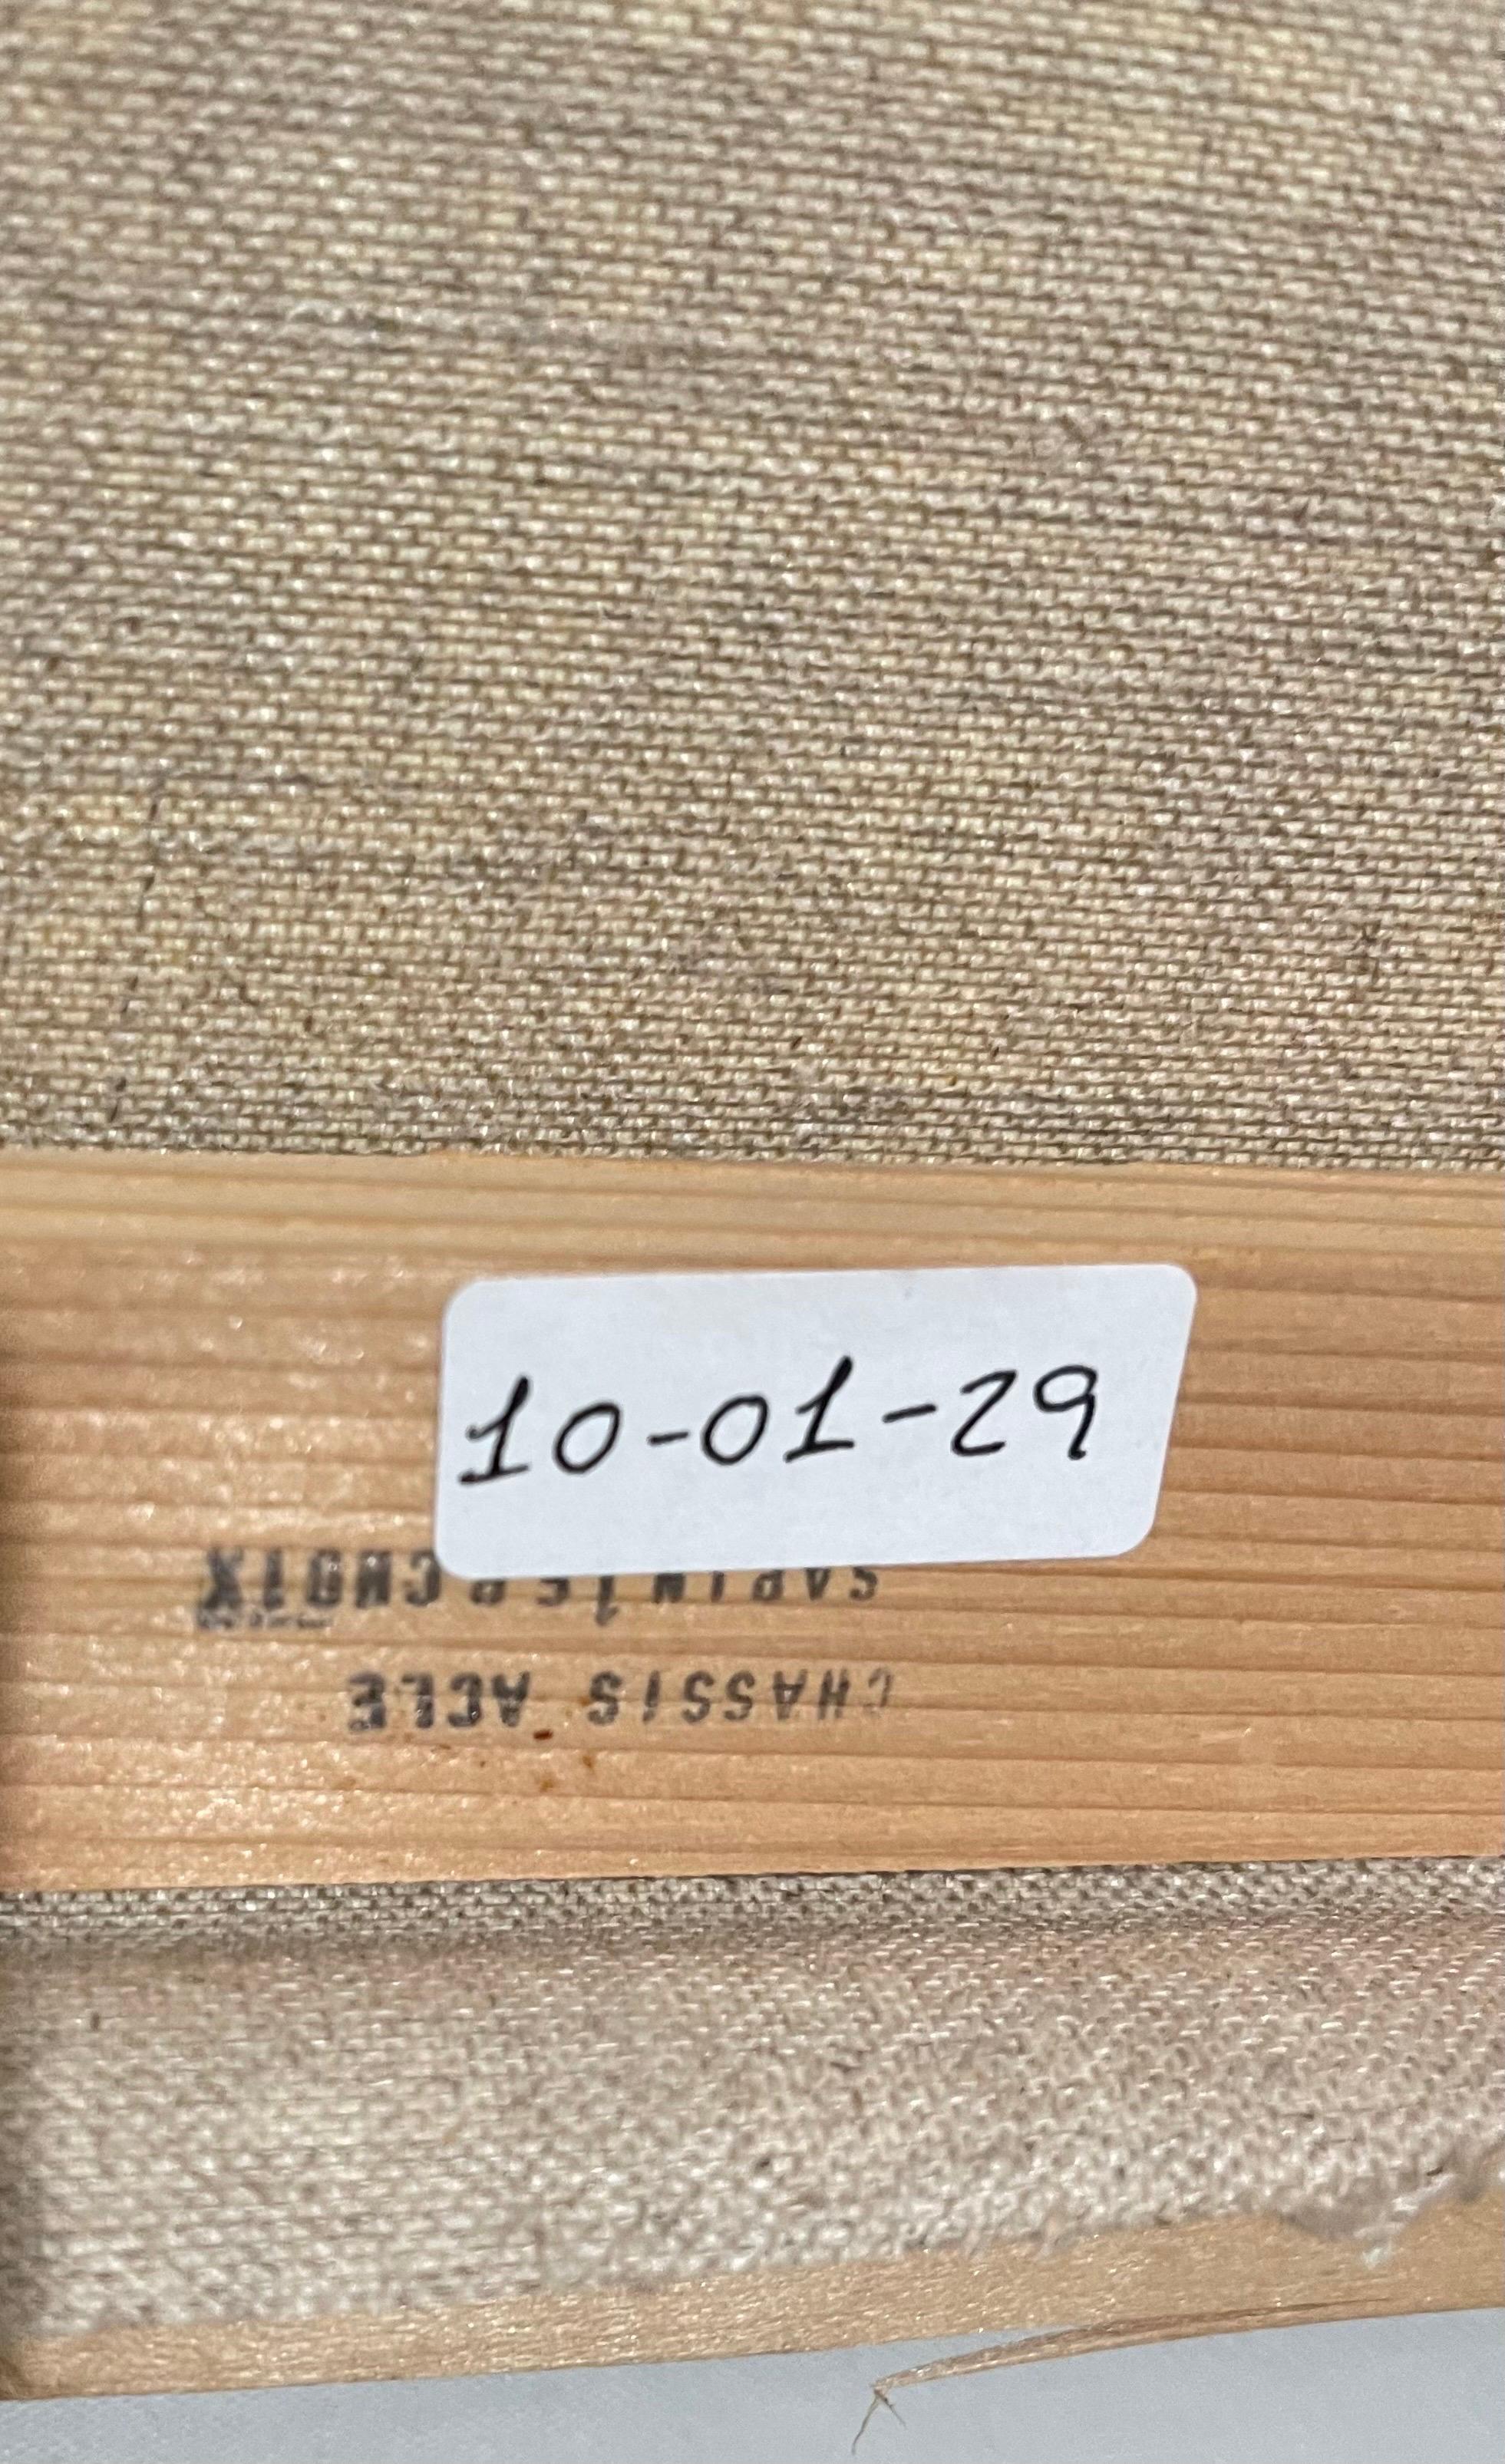 10-01-29
CHASSIS ACLE
SAPIN 1ER CHOIX